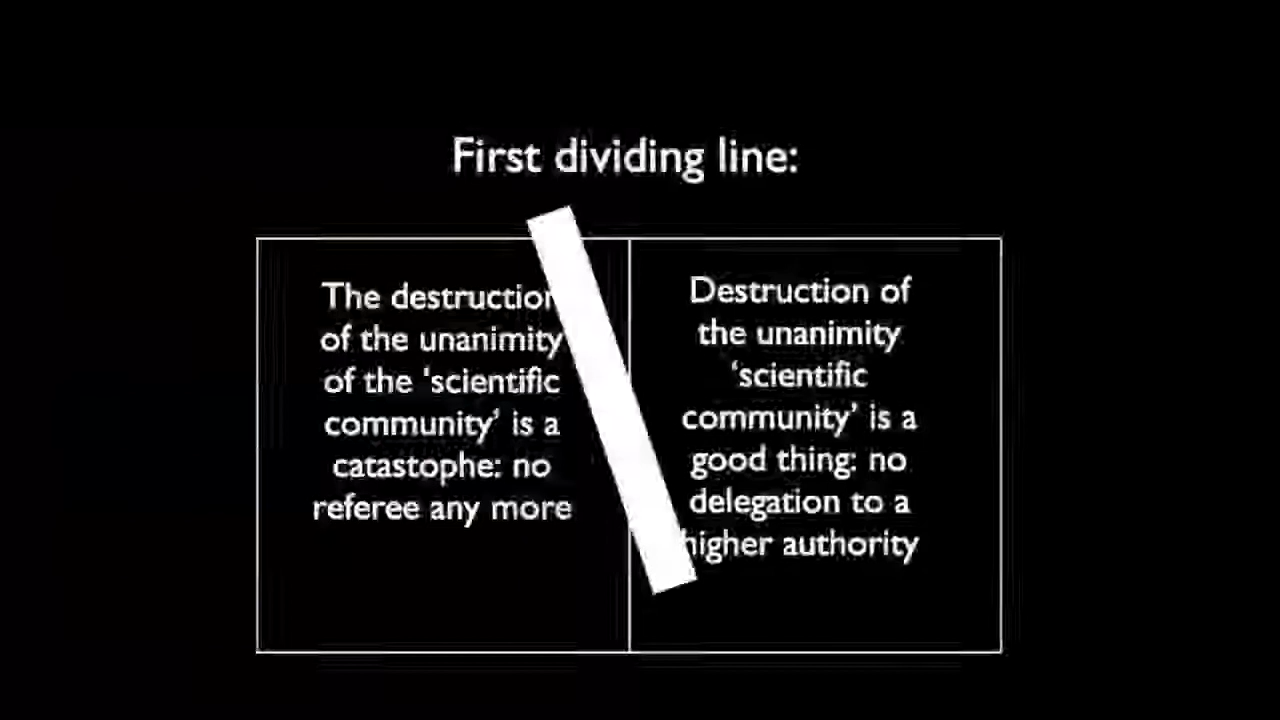 First dividing line:
The destruction
of the unanimity
of the ‘scientific
community’ is a
catastophe: no
referee any more
Destruction of
the unanimity
‘scientific
community’ is a
good thing: no
delegation to a
higher authority